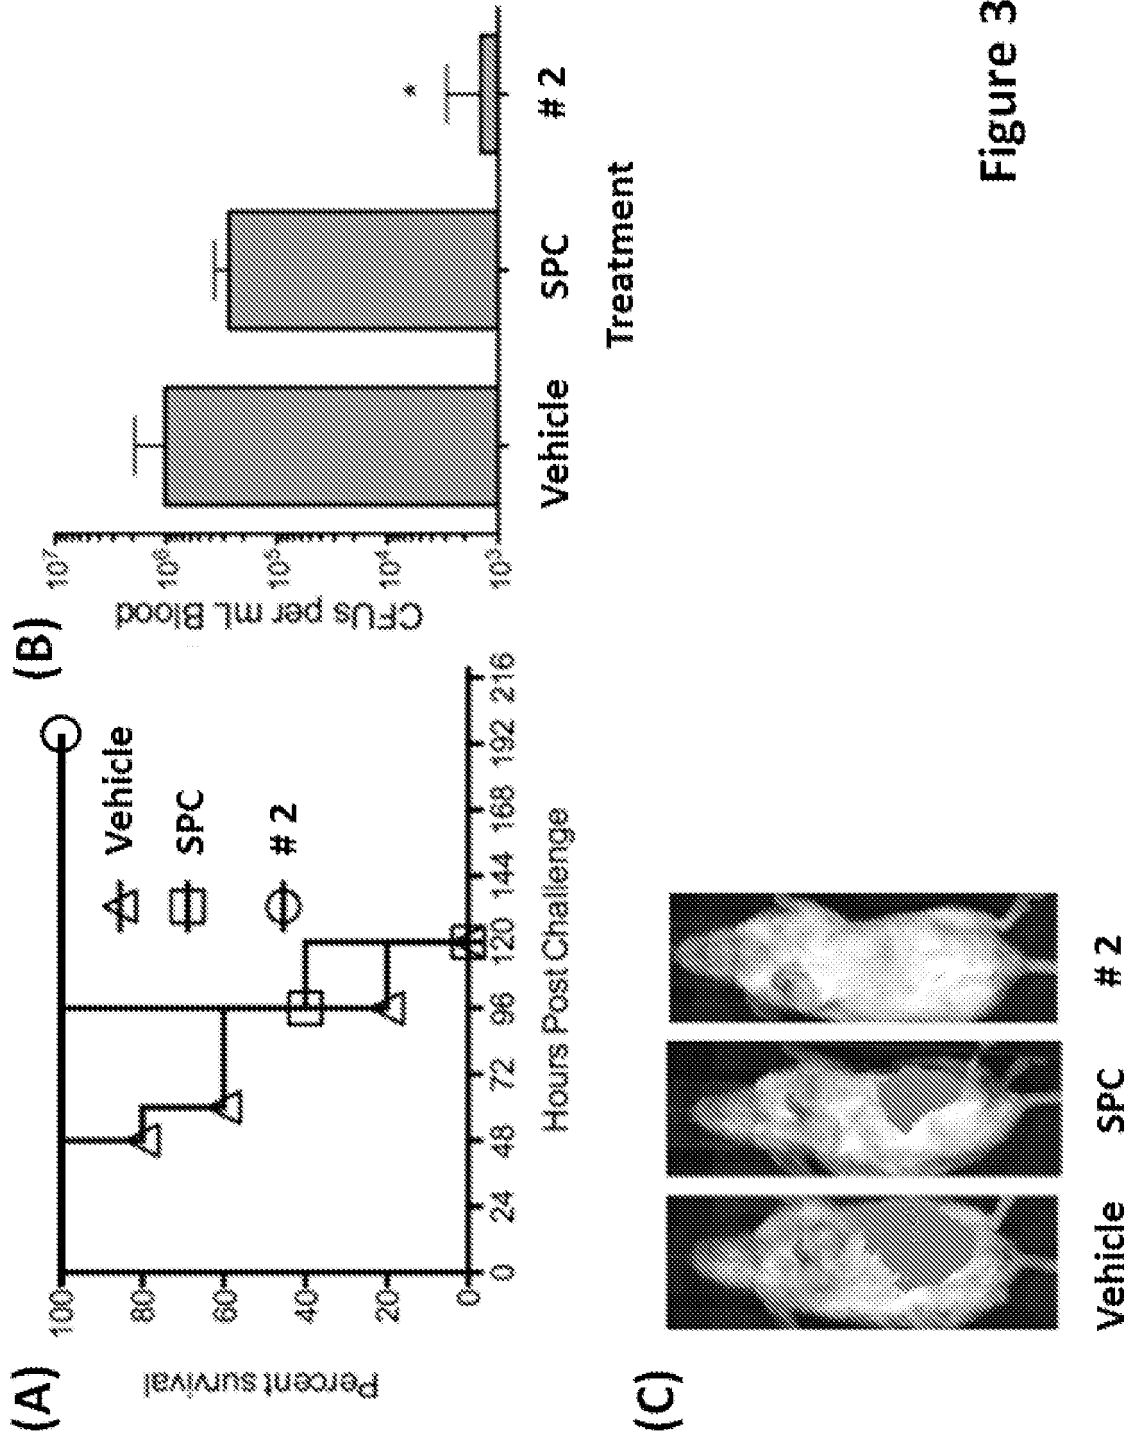 (A)
Percent survival
100
80
60
40
20
0
0 24 48 72 96 120 144 168 192 216
Hours Post Challenge
Vehicle
SPC
# 2
(B)
CFUs per mL Blood
10⁷
10⁶
10⁵
10⁴
10³
*
Vehicle SPC # 2
Treatment
(C)
Vehicle SPC # 2
Figure 3